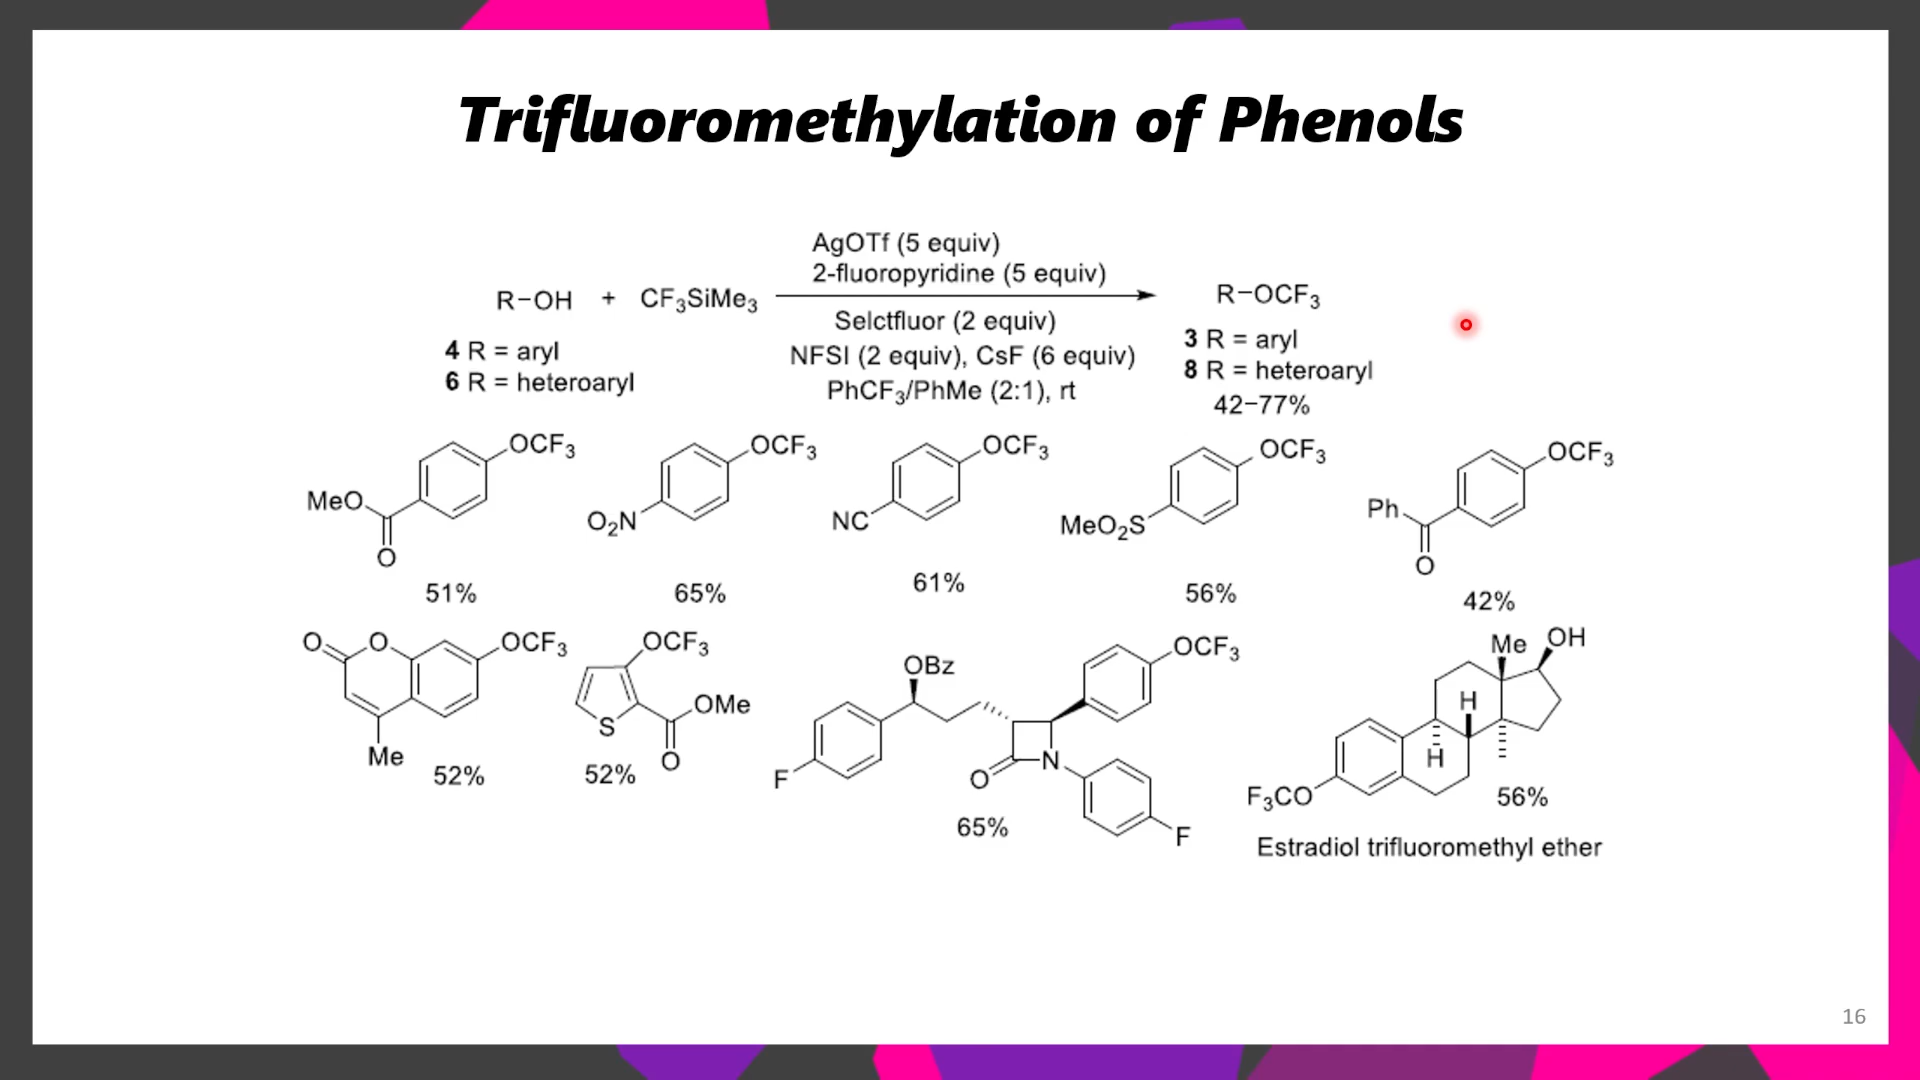 Trifluoromethylation of Phenols
AgOTf (5 equiv)
2-fluoropyridine (5 equiv)
R–OH + CF₃SiMe₃
R–OCF₃
Selctfluor (2 equiv)
NFSI (2 equiv), CsF (6 equiv)
PhCF₃/PhMe (2:1), rt
4 R = aryl
6 R = heteroaryl
3 R = aryl
8 R = heteroaryl
42–77%
OCF₃
MeO
O
51%
OCF₃
O₂N
65%
OCF₃
NC
61%
OCF₃
MeO₂S
56%
OCF₃
Ph
O
42%
O
O
OCF₃
Me
52%
OCF₃
S
OMe
O
52%
OBz
OCF₃
F
O
N
F
65%
Me
OH
H
H
F₃CO
56%
Estradiol trifluoromethyl ether
16